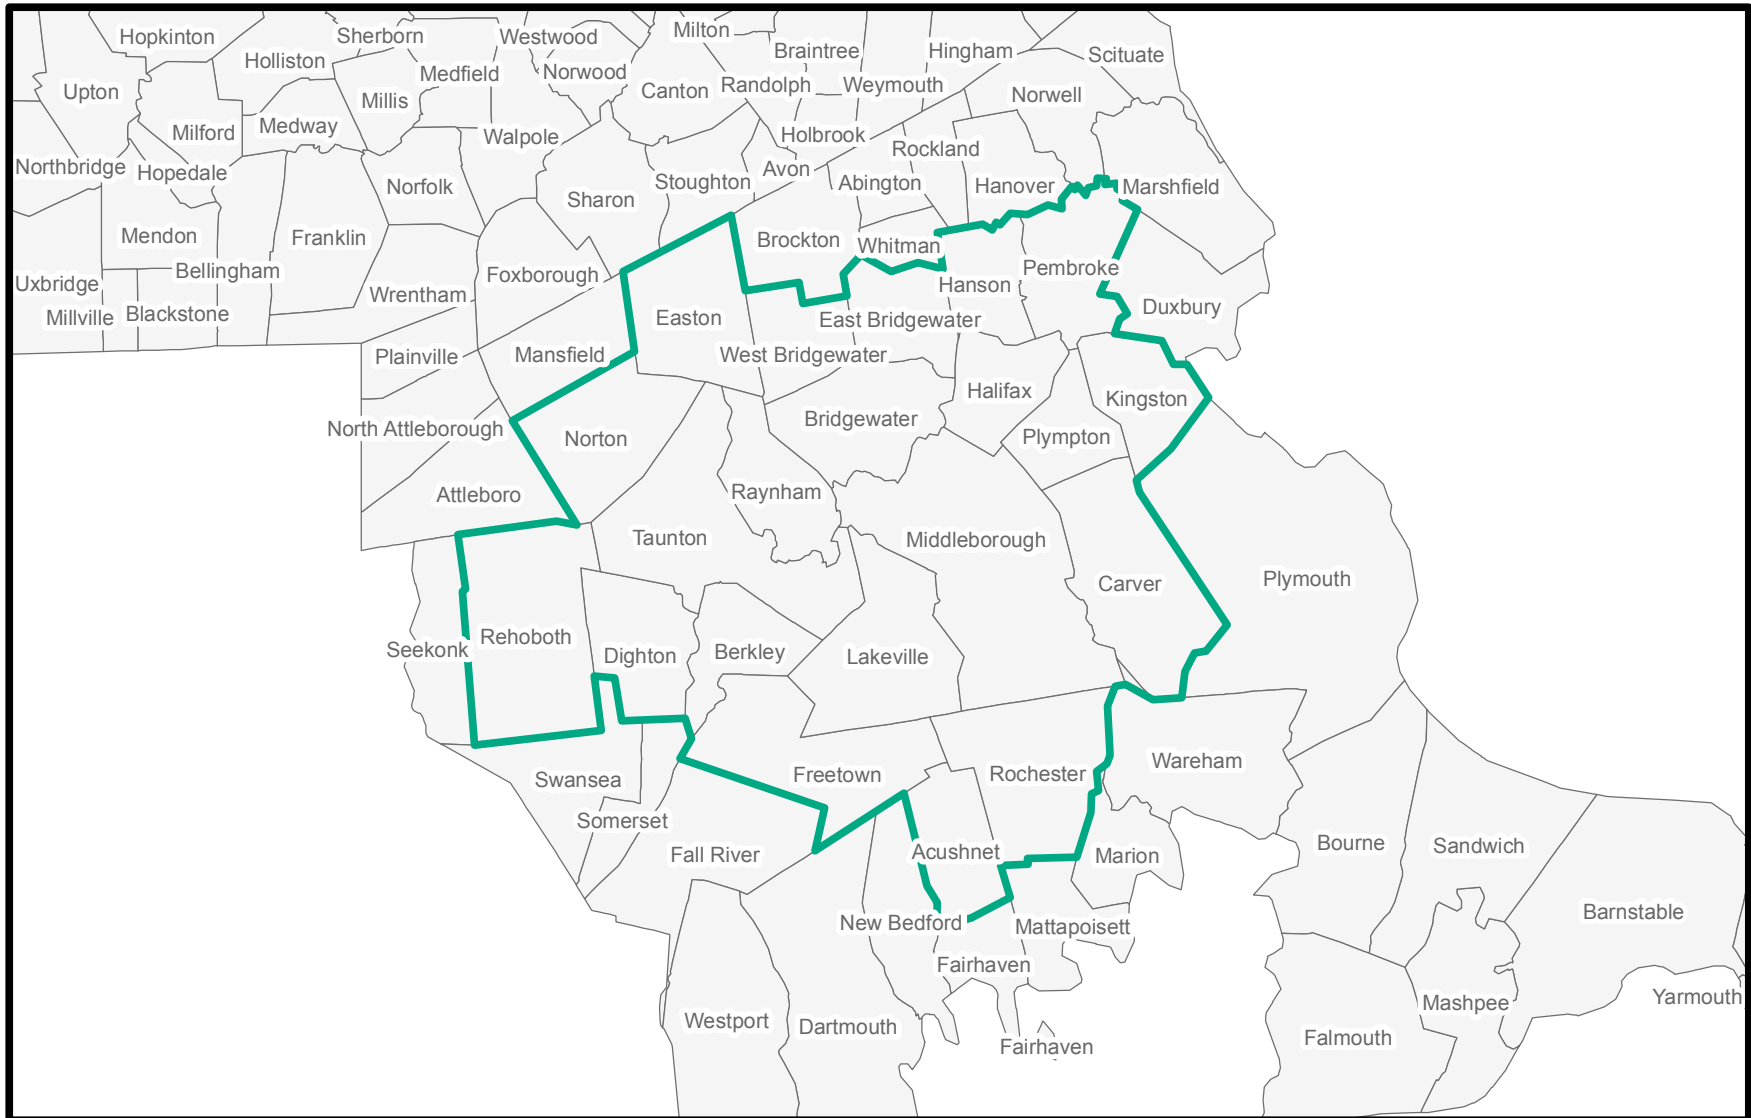 Hopkinton
Sherborn
Westwood
Milton
Braintree
Hingham
Scituate
Holliston
Medfield
Norwood
Upton
Millis
Canton
Randolph
Weymouth
Norwell
Milford
Medway
Walpole
Holbrook
Rockland
Northbridge
Hopedale
Norfolk
Sharon
Stoughton
Avon
Abington
Hanover
Marshfield
Mendon
Franklin
Brockton
Whitman
Bellingham
Foxborough
Pembroke
Uxbridge
Wrentham
Hanson
Millville
Blackstone
Easton
East Bridgewater
Duxbury
Plainville
Mansfield
West Bridgewater
Halifax
Kingston
North Attleborough
Norton
Bridgewater
Plympton
Attleboro
Raynham
Taunton
Middleborough
Carver
Plymouth
Seekonk
Rehoboth
Dighton
Berkley
Lakeville
Swansea
Freetown
Rochester
Wareham
Somerset
Fall River
Acushnet
Marion
Bourne
Sandwich
New Bedford
Mattapoisett
Barnstable
Fairhaven
Westport
Dartmouth
Mashpee
Yarmouth
Fairhaven
Falmouth